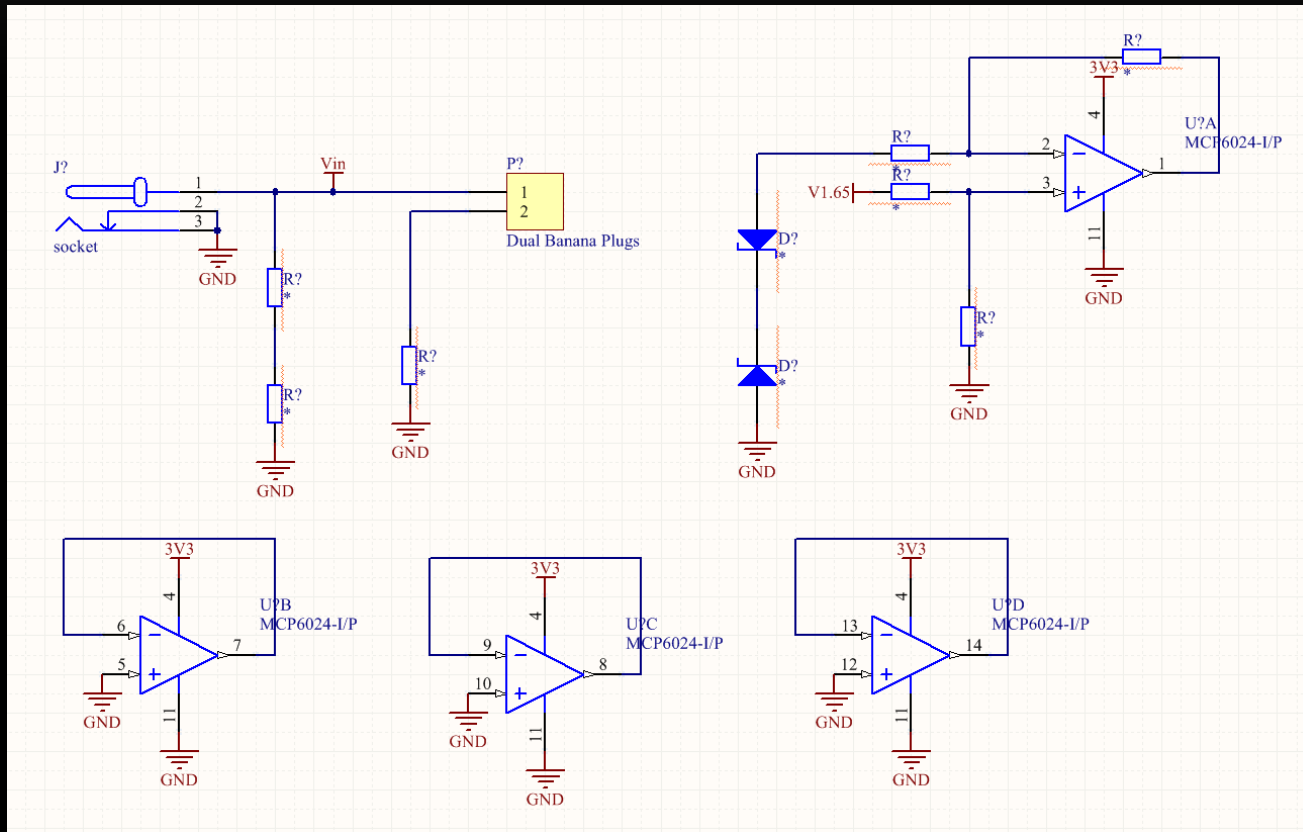 R?
*
3V3
4
U?A
MCP6024-I/P
2
1
3
11
GND
R?
*
R?
*
V1.65
R?
*
GND
D?
*
D?
*
GND
J?
1
2
3
socket
GND
Vin
P?
1
2
Dual Banana Plugs
R?
*
R?
*
GND
R?
*
GND
3V3
4
U?B
MCP6024-I/P
6
7
5
11
GND
GND
3V3
4
U?C
MCP6024-I/P
9
8
10
11
GND
GND
3V3
4
U?D
MCP6024-I/P
13
14
12
11
GND
GND